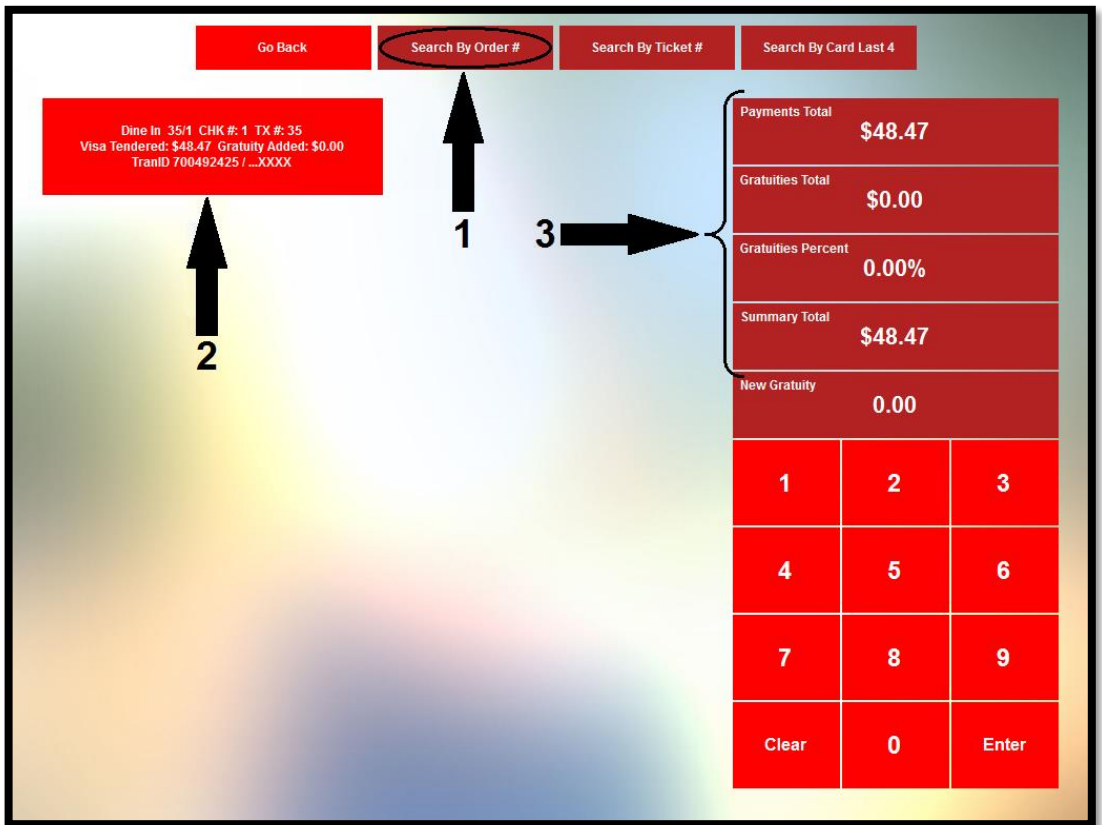 Go Back
Search By Order #
Search By Ticket #
Search By Card Last 4
Dine In 35/1 CHK #: 1 TX #: 35
Visa Tendered: $48.47 Gratuity Added: $0.00
TranID 700492425 / ...XXXX
1
2
3
Payments Total
$48.47
Gratuities Total
$0.00
Gratuities Percent
0.00%
Summary Total
$48.47
New Gratuity
0.00
1 2 3
4 5 6
7 8 9
Clear 0 Enter